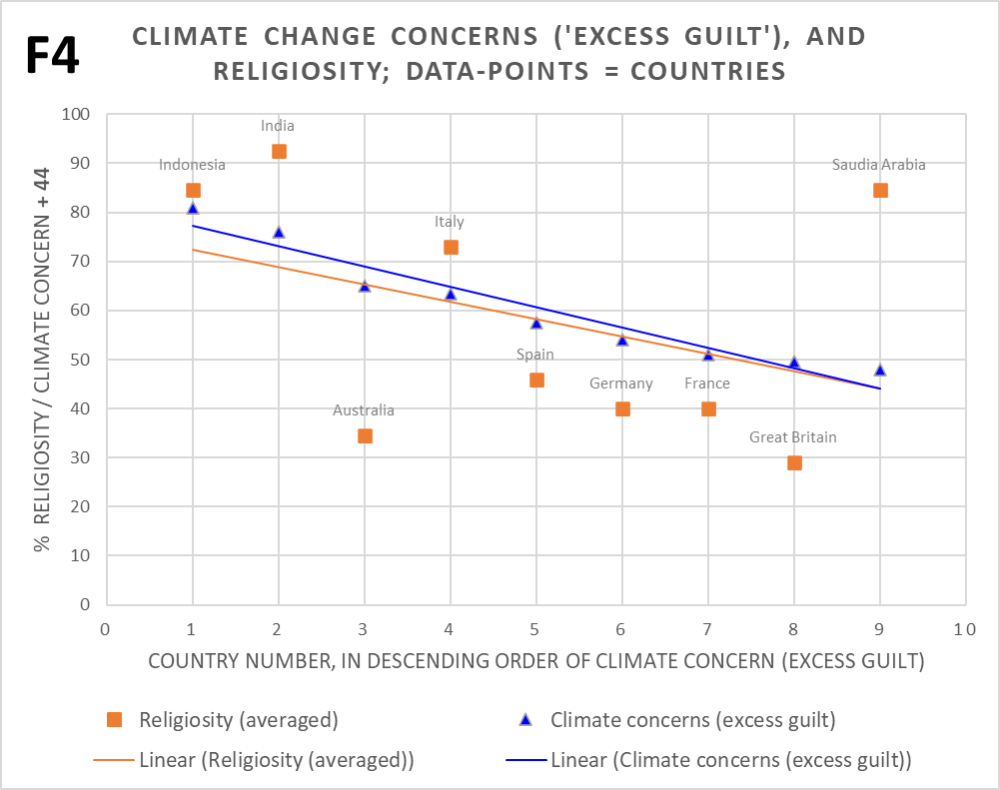 F4
CLIMATE CHANGE CONCERNS ('EXCESS GUILT'), AND
RELIGIOSITY; DATA-POINTS = COUNTRIES
% RELIGIOSITY / CLIMATE CONCERN + 44
100
90
80
70
60
50
40
30
20
10
0
India
Indonesia
Saudia Arabia
Italy
Spain
Germany
France
Australia
Great Britain
0 1 2 3 4 5 6 7 8 9 10
COUNTRY NUMBER, IN DESCENDING ORDER OF CLIMATE CONCERN (EXCESS GUILT)
Religiosity (averaged) Climate concerns (excess guilt)
Linear (Religiosity (averaged)) Linear (Climate concerns (excess guilt))